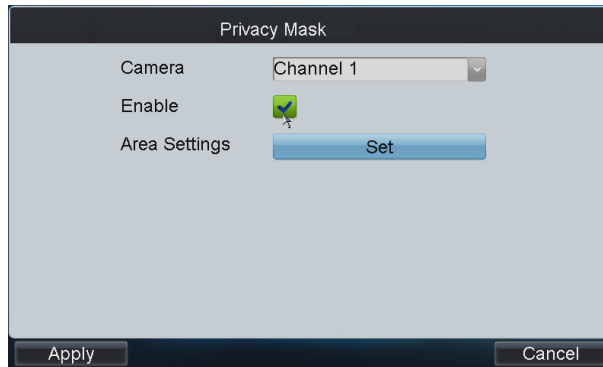 Privacy Mask
Camera Channel 1
Enable
Area Settings Set
Apply Cancel